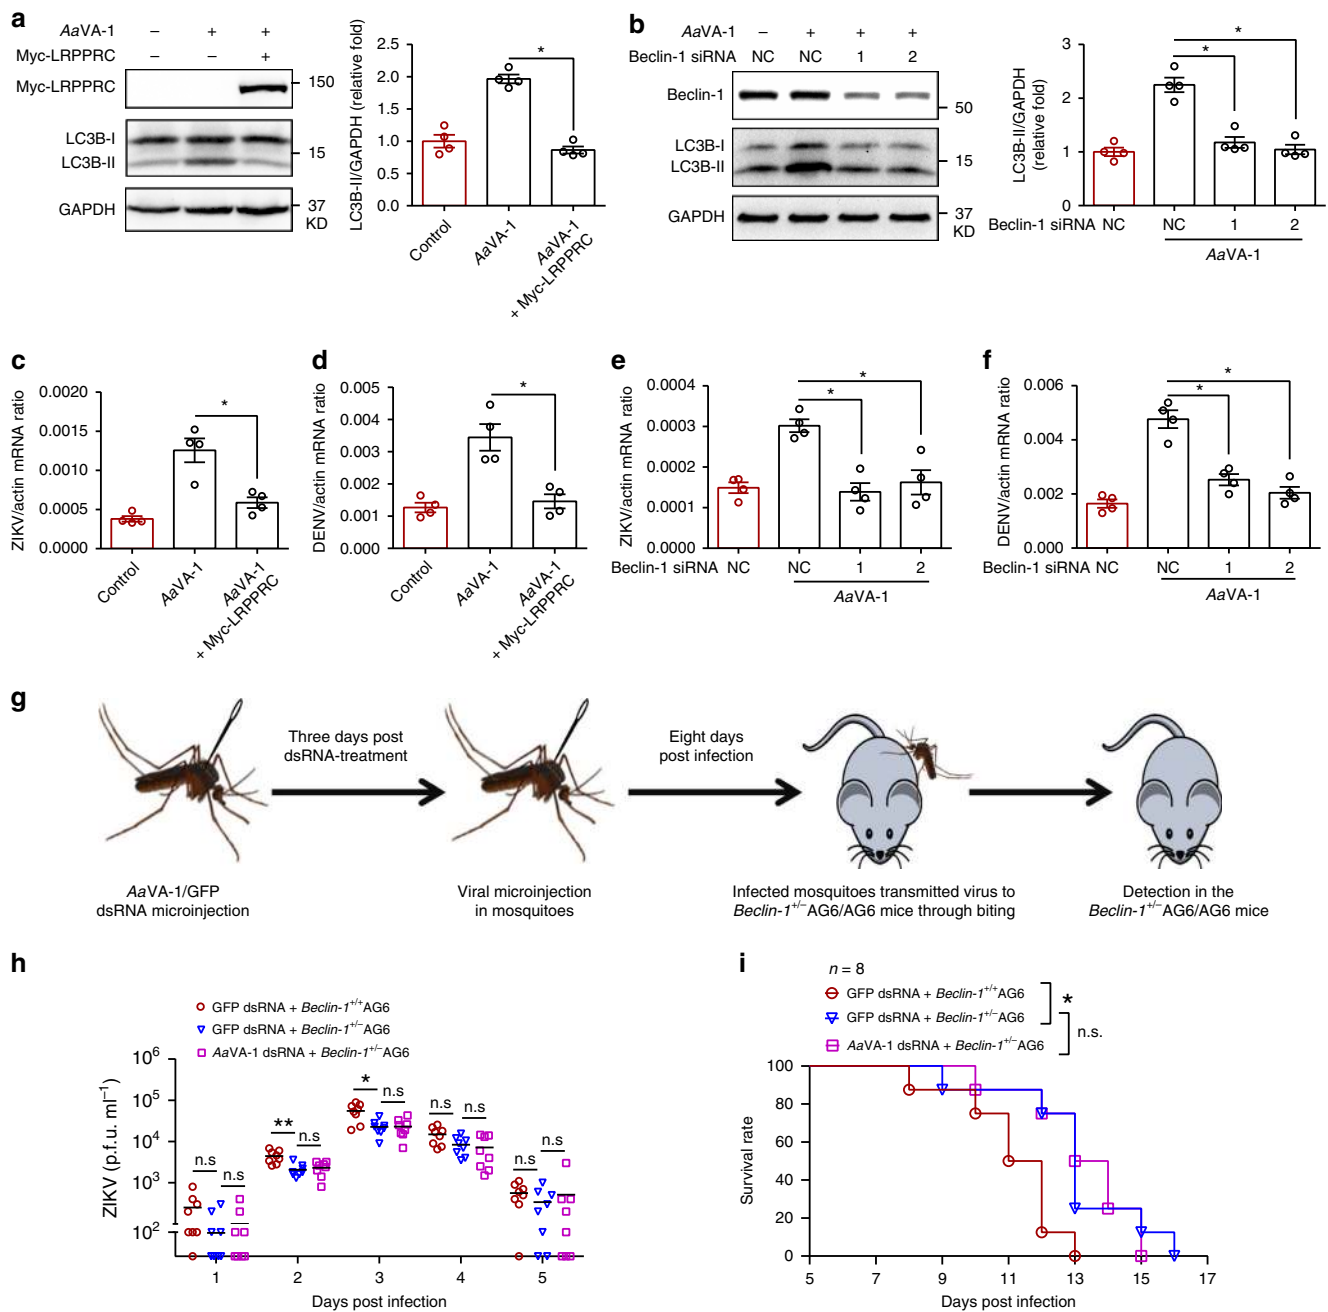 a
AaVA-1 – + +
Myc-LRPPRC – – +
Myc-LRPPRC
150
LC3B-I
LC3B-II
15
GAPDH
37
KD
LC3B-II/GAPDH (relative fold)
2.5
2.0
1.5
1.0
0.5
0.0
*
Control
AaVA-1
AaVA-1
+ Myc-LRPPRC
b
AaVA-1 – + + +
Beclin-1 siRNA NC NC 1 2
Beclin-1
50
LC3B-I
LC3B-II
15
GAPDH
37
KD
LC3B-II/GAPDH
(relative fold)
3
2
1
0
*
*
Beclin-1 siRNA NC NC 1 2
AaVA-1
c
ZIKV/actin mRNA ratio
0.0020
0.0015
0.0010
0.0005
0.0000
*
Control
AaVA-1
AaVA-1
+ Myc-LRPPRC
d
DENV/actin mRNA ratio
0.005
0.004
0.003
0.002
0.001
0.000
*
Control
AaVA-1
AaVA-1
+ Myc-LRPPRC
e
ZIKV/actin mRNA ratio
0.0004
0.0003
0.0002
0.0001
0.0000
*
*
Beclin-1 siRNA NC NC 1 2
AaVA-1
f
DENV/actin mRNA ratio
0.006
0.004
0.002
0.000
*
*
Beclin-1 siRNA NC NC 1 2
AaVA-1
g
Three days post
dsRNA-treatment
Eight days
post infection
AaVA-1/GFP
dsRNA microinjection
Viral microinjection
in mosquitoes
Infected mosquitoes transmitted virus to
Beclin-1+/–AG6/AG6 mice through biting
Detection in the
Beclin-1+/–AG6/AG6 mice
h
GFP dsRNA + Beclin-1+/+AG6
GFP dsRNA + Beclin-1+/–AG6
AaVA-1 dsRNA + Beclin-1+/–AG6
ZIKV (p.f.u. ml–1)
10^6
10^5
10^4
10^3
10^2
n.s n.s
** n.s
* n.s
n.s n.s
n.s n.s
1 2 3 4 5
Days post infection
i
n = 8
GFP dsRNA + Beclin-1+/+AG6
GFP dsRNA + Beclin-1+/–AG6
AaVA-1 dsRNA + Beclin-1+/–AG6
*
n.s.
Survival rate
100
80
60
40
20
0
5 7 9 11 13 15 17
Days post infection